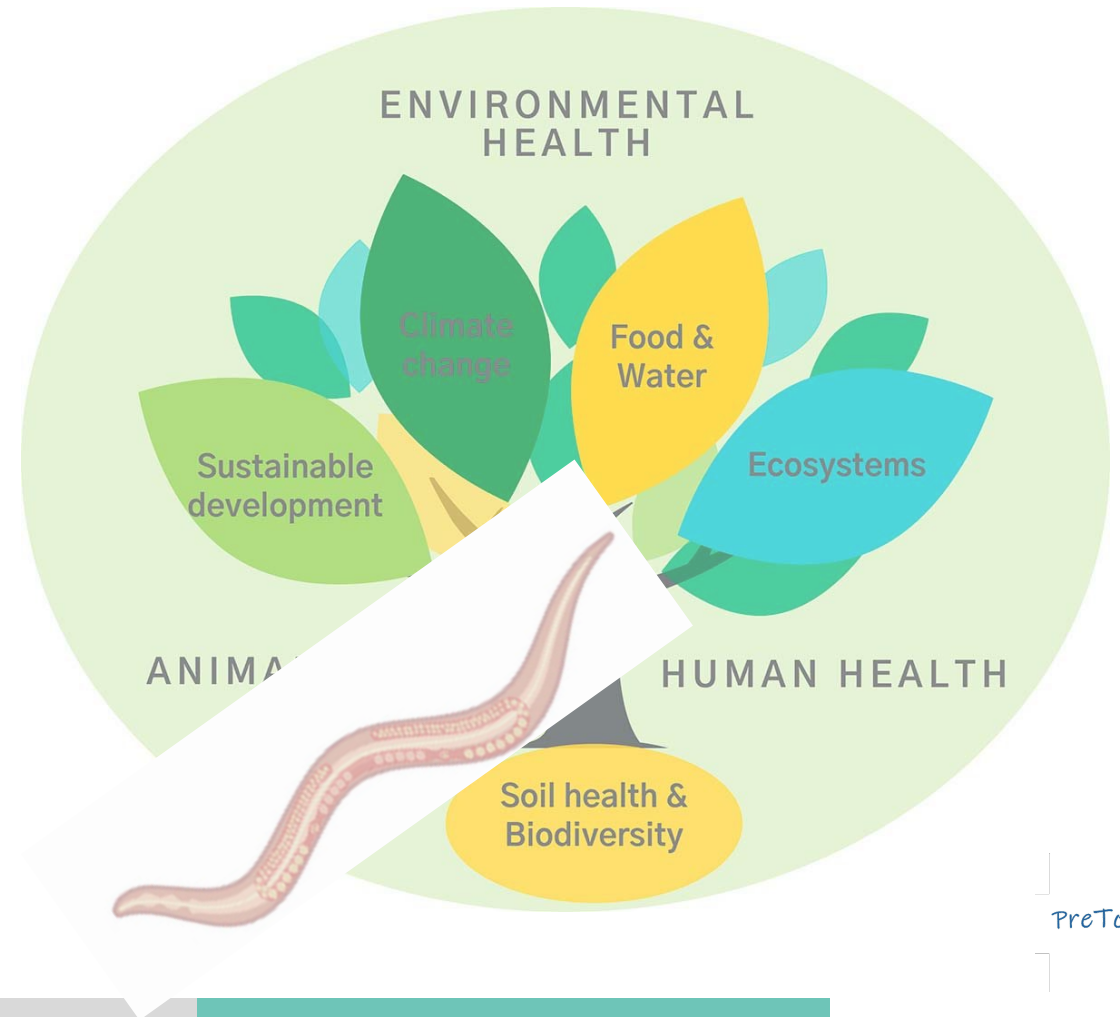 ENVIRONMENTAL
HEALTH
Climate
change
Food &
Water
Sustainable
development
Ecosystems
HUMAN HEALTH
Soil health &
Biodiversity